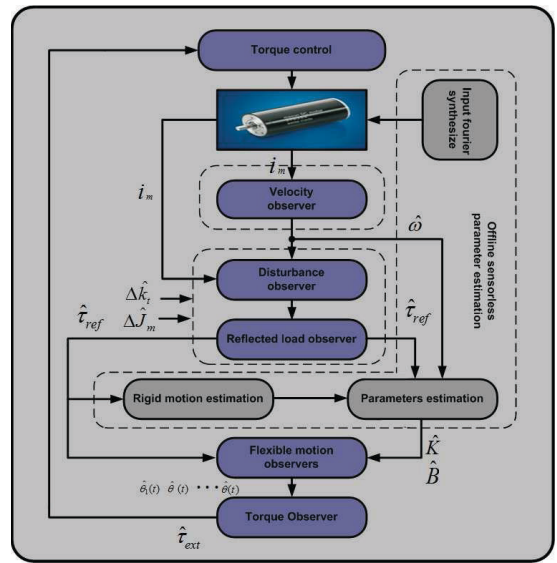 Torque control
Input fourier
synthesize
i_m
i_m
Velocity
observer
ω̂
Offline sensorless
parameter estimation
Disturbance
observer
Δk̂_t
ΔĴ_m
τ̂_ref
τ̂_ref
Reflected load observer
Rigid motion estimation
Parameters estimation
K̂
B̂
Flexible motion
observers
θ̂₁(t) θ̂ (t) ··· θ̂(t)
Torque Observer
τ̂_ext